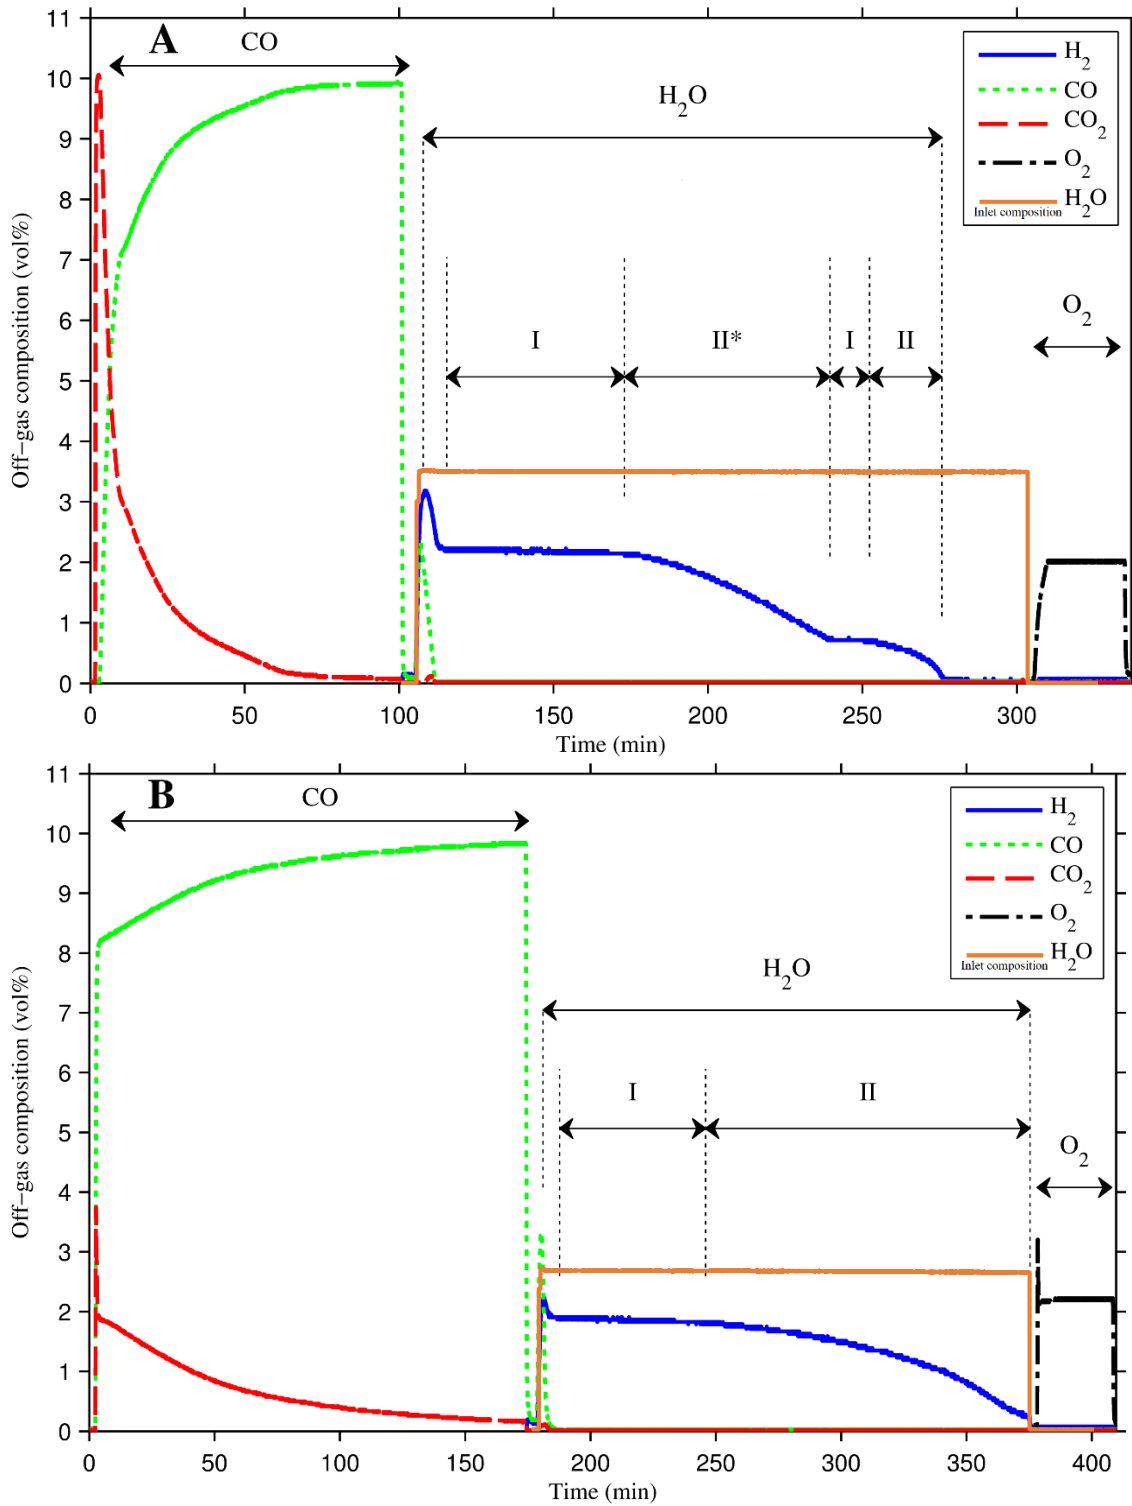 A
CO
H2O
I
II*
I
II
O2
H2
CO
CO2
O2
H2O
Inlet composition
Off-gas composition (vol%)
0
1
2
3
4
5
6
7
8
9
10
11
0 50 100 150 200 250 300
Time (min)
B
CO
H2O
I
II
O2
H2
CO
CO2
O2
H2O
Inlet composition
Off-gas composition (vol%)
0
1
2
3
4
5
6
7
8
9
10
11
0 50 100 150 200 250 300 350 400
Time (min)